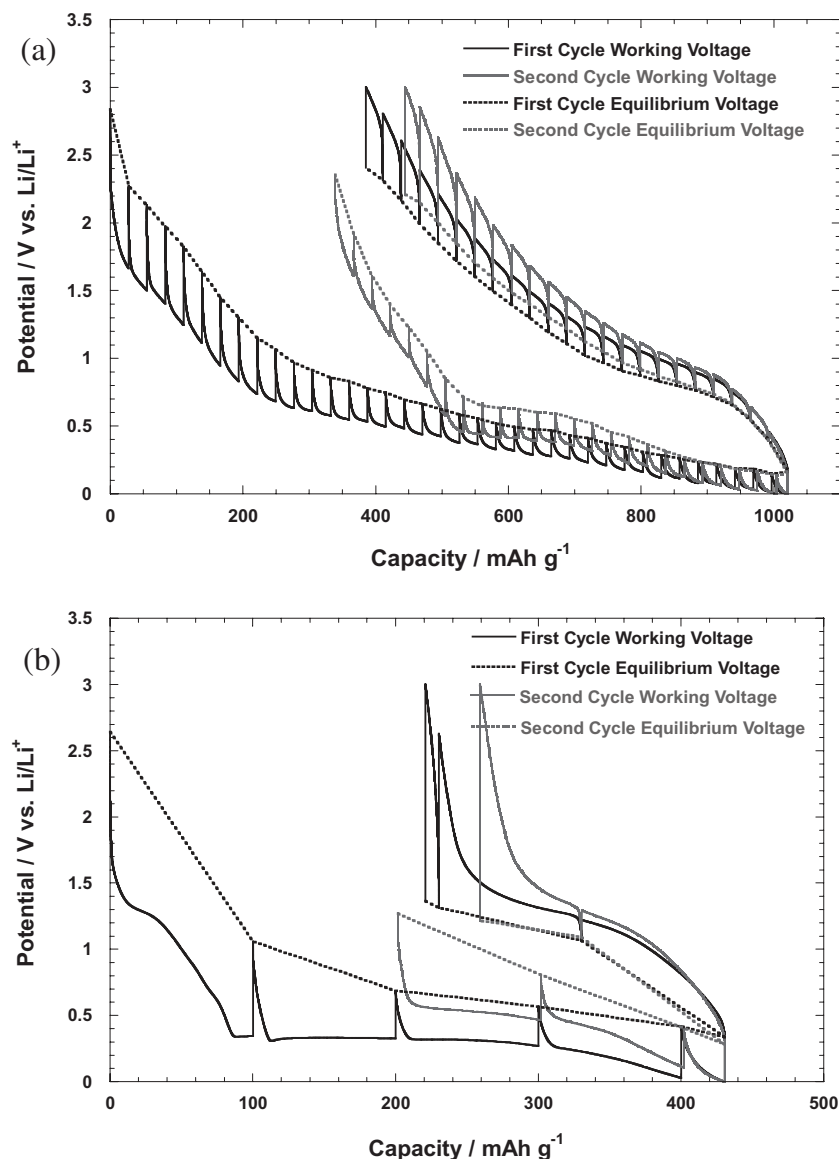 (a)
First Cycle Working Voltage
Second Cycle Working Voltage
First Cycle Equilibrium Voltage
Second Cycle Equilibrium Voltage
3.5
3
2.5
2
1.5
1
0.5
0
Potential / V vs. Li/Li+
0 200 400 600 800 1000
Capacity / mAh g-1
(b)
First Cycle Working Voltage
First Cycle Equilibrium Voltage
Second Cycle Working Voltage
Second Cycle Equilibrium Voltage
3.5
3
2.5
2
1.5
1
0.5
0
Potential / V vs. Li/Li+
0 100 200 300 400 500
Capacity / mAh g-1